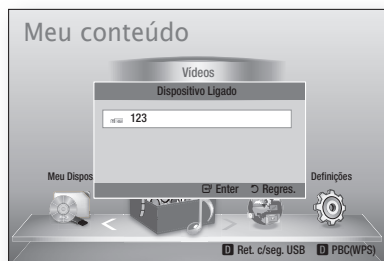 Meu conteúdo
Vídeos
Dispositivo Ligado
123
Enter Regres.
Meu Dispos
Definições
D Ret. c/seg. USB D PBC(WPS)